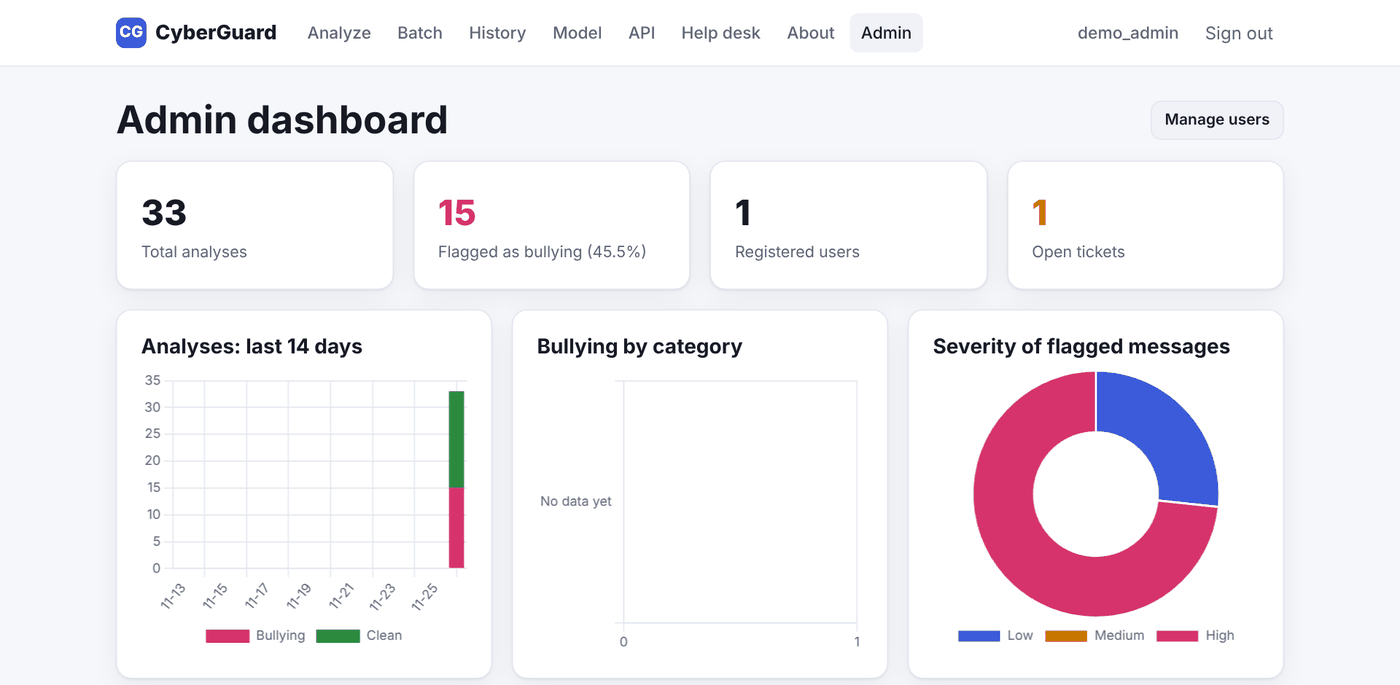 CG CyberGuard Analyze Batch History Model API Help desk About Admin demo_admin Sign out
Admin dashboard
Manage users
33
Total analyses
15
Flagged as bullying (45.5%)
1
Registered users
1
Open tickets
Analyses: last 14 days
35
30
25
20
15
10
5
0
11-13 11-15 11-17 11-19 11-21 11-23 11-25
Bullying Clean
Bullying by category
No data yet
0 1
Severity of flagged messages
Low Medium High